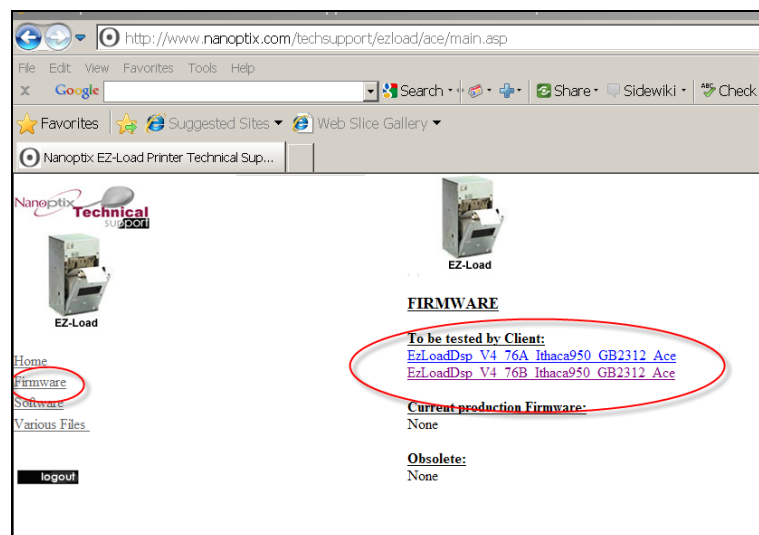 http://www.nanoptix.com/techsupport/ezload/ace/main.asp
File Edit View Favorites Tools Help
x Google Search Share Sidewiki ABC Check
Favorites Suggested Sites Web Slice Gallery
Nanoptix EZ-Load Printer Technical Sup...
Nanoptix
Technical
support
EZ-Load
Home
Firmware
Software
Various Files
logout
EZ-Load
FIRMWARE
To be tested by Client:
EzLoadDsp_V4_76A_Ithaca950_GB2312_Ace
EzLoadDsp_V4_76B_Ithaca950_GB2312_Ace
Current production Firmware:
None
Obsolete:
None